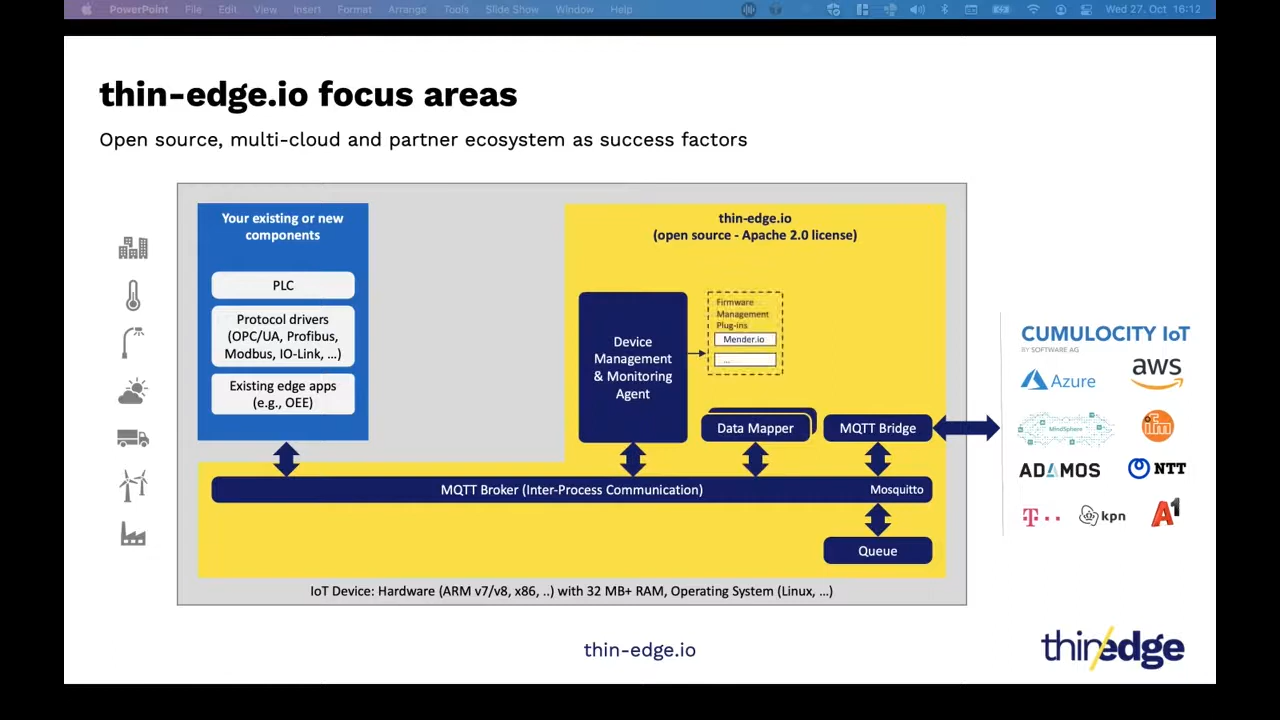 PowerPoint File Edit View Insert Format Arrange Tools Slide Show Window Help Wed 27. Oct 16:12
thin-edge.io focus areas
Open source, multi-cloud and partner ecosystem as success factors
Your existing or new
components
PLC
Protocol drivers
(OPC/UA, Profibus,
Modbus, IO-Link, ...)
Existing edge apps
(e.g., OEE)
thin-edge.io
(open source - Apache 2.0 license)
Device
Management
& Monitoring
Agent
Firmware
Management
Plug-ins
Mender.io
...
Data Mapper
MQTT Bridge
MQTT Broker (Inter-Process Communication)
Mosquitto
Queue
IoT Device: Hardware (ARM v7/v8, x86, ..) with 32 MB+ RAM, Operating System (Linux, ...)
CUMULOCITY IoT
BY SOFTWARE AG
Azure
aws
MindSphere
ifm
ADAMOS
NTT
T
kpn
A1
thin-edge.io
thin/edge